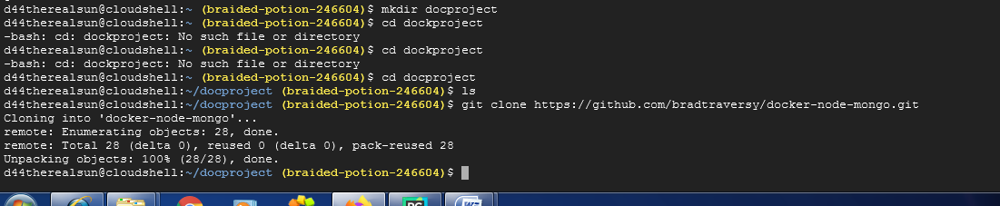 d44therealsun@cloudshell:~ (braided-potion-246604)$ mkdir docproject
d44therealsun@cloudshell:~ (braided-potion-246604)$ cd dockproject
-bash: cd: dockproject: No such file or directory
d44therealsun@cloudshell:~ (braided-potion-246604)$ cd dockproject
-bash: cd: dockproject: No such file or directory
d44therealsun@cloudshell:~ (braided-potion-246604)$ cd docproject
d44therealsun@cloudshell:~/docproject (braided-potion-246604)$ ls
d44therealsun@cloudshell:~/docproject (braided-potion-246604)$ git clone https://github.com/bradtraversy/docker-node-mongo.git
Cloning into 'docker-node-mongo'...
remote: Enumerating objects: 28, done.
remote: Total 28 (delta 0), reused 0 (delta 0), pack-reused 28
Unpacking objects: 100% (28/28), done.
d44therealsun@cloudshell:~/docproject (braided-potion-246604)$